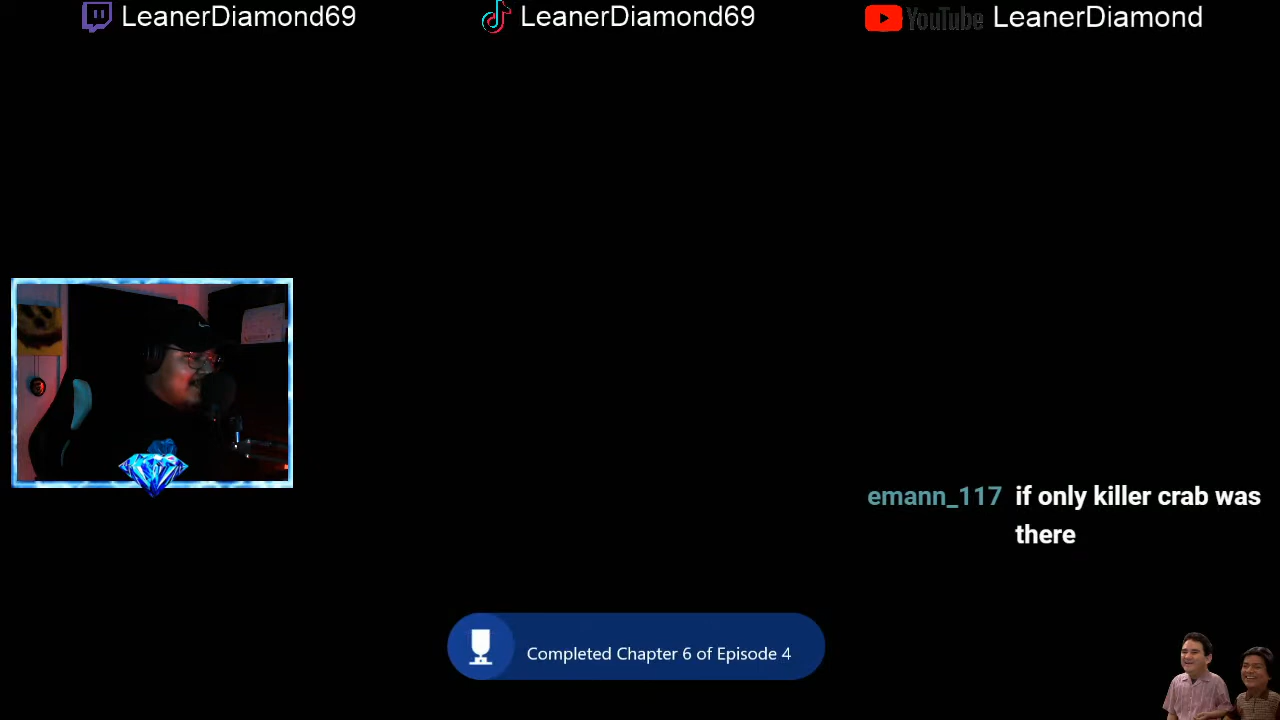 LeanerDiamond69
LeanerDiamond69
YouTube LeanerDiamond
emann_117 if only killer crab was
there
Completed Chapter 6 of Episode 4